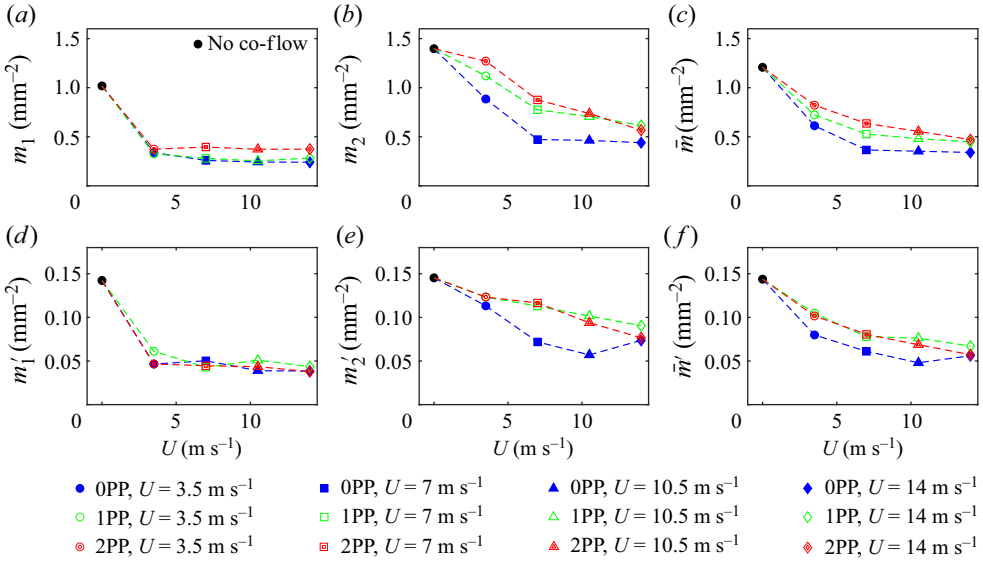 (a) (b) (c)
1.5 1.5 1.5
No co-flow
1.0 1.0 1.0
0.5 0.5 0.5
m₁ (mm⁻²) m₂ (mm⁻²) m̄ (mm⁻²)
0 5 10 0 5 10 0 5 10
(d) (e) (f)
0.15 0.15 0.15
0.10 0.10 0.10
0.05 0.05 0.05
m₁′ (mm⁻²) m₂′ (mm⁻²) m̄′ (mm⁻²)
0 5 10 0 5 10 0 5 10
U (m s⁻¹) U (m s⁻¹) U (m s⁻¹)
0PP, U = 3.5 m s⁻¹ 0PP, U = 7 m s⁻¹ 0PP, U = 10.5 m s⁻¹ 0PP, U = 14 m s⁻¹
1PP, U = 3.5 m s⁻¹ 1PP, U = 7 m s⁻¹ 1PP, U = 10.5 m s⁻¹ 1PP, U = 14 m s⁻¹
2PP, U = 3.5 m s⁻¹ 2PP, U = 7 m s⁻¹ 2PP, U = 10.5 m s⁻¹ 2PP, U = 14 m s⁻¹